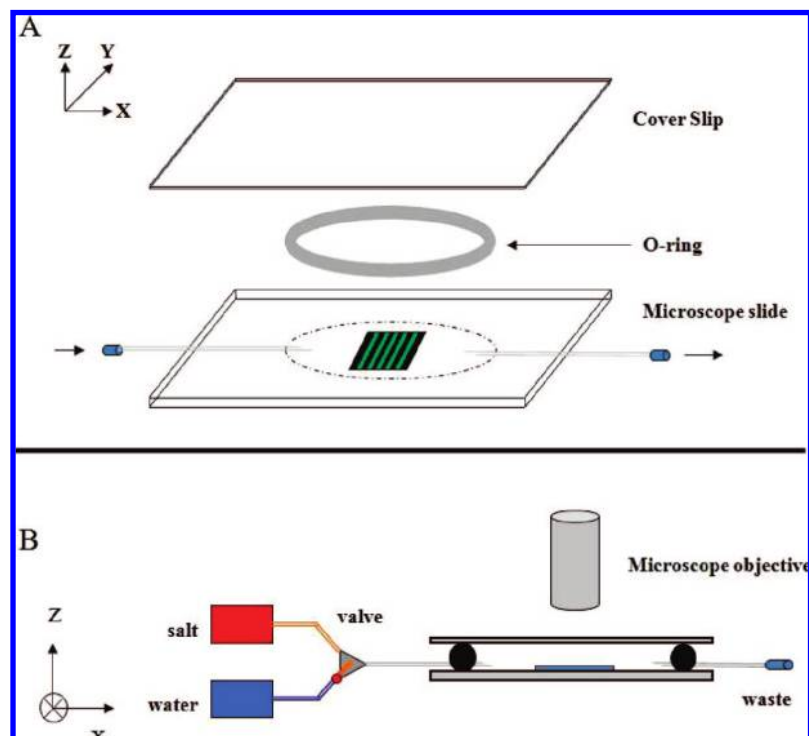 A
Z
Y
X
Cover Slip
O-ring
Microscope slide
B
Microscope objective
Z
salt
valve
water
waste
X